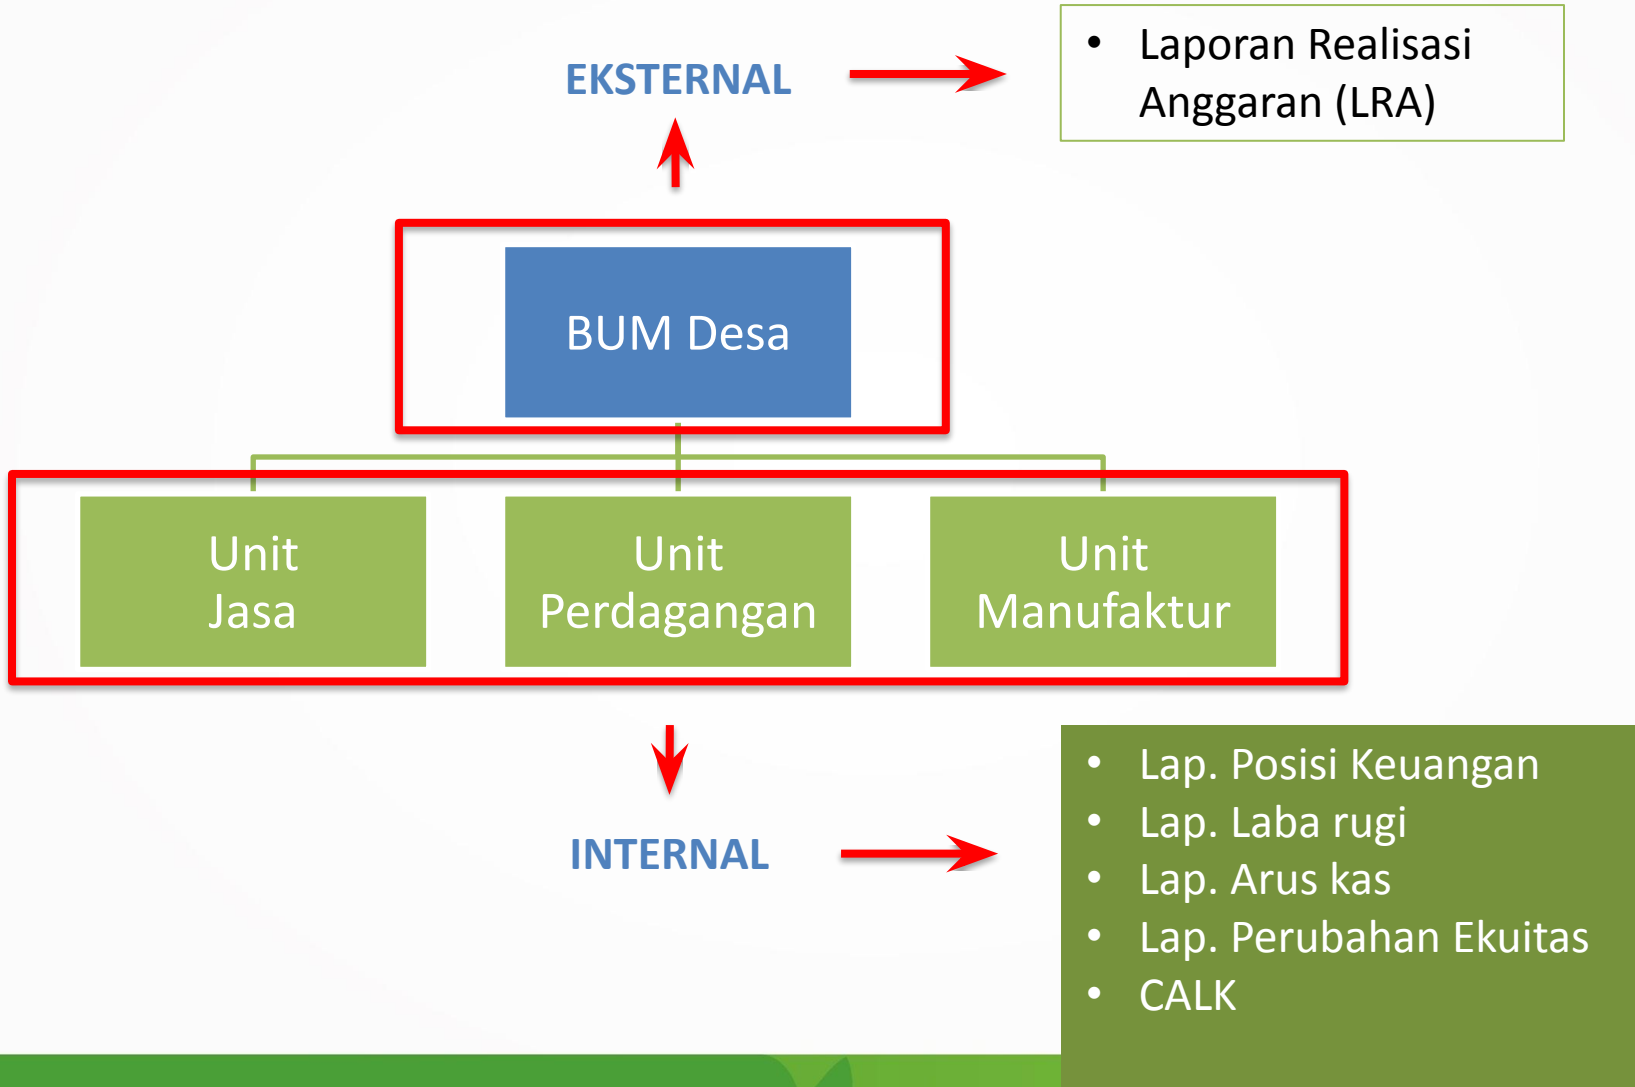 EKSTERNAL
• Laporan Realisasi
Anggaran (LRA)
BUM Desa
Unit
Jasa
Unit
Perdagangan
Unit
Manufaktur
INTERNAL
• Lap. Posisi Keuangan
• Lap. Laba rugi
• Lap. Arus kas
• Lap. Perubahan Ekuitas
• CALK